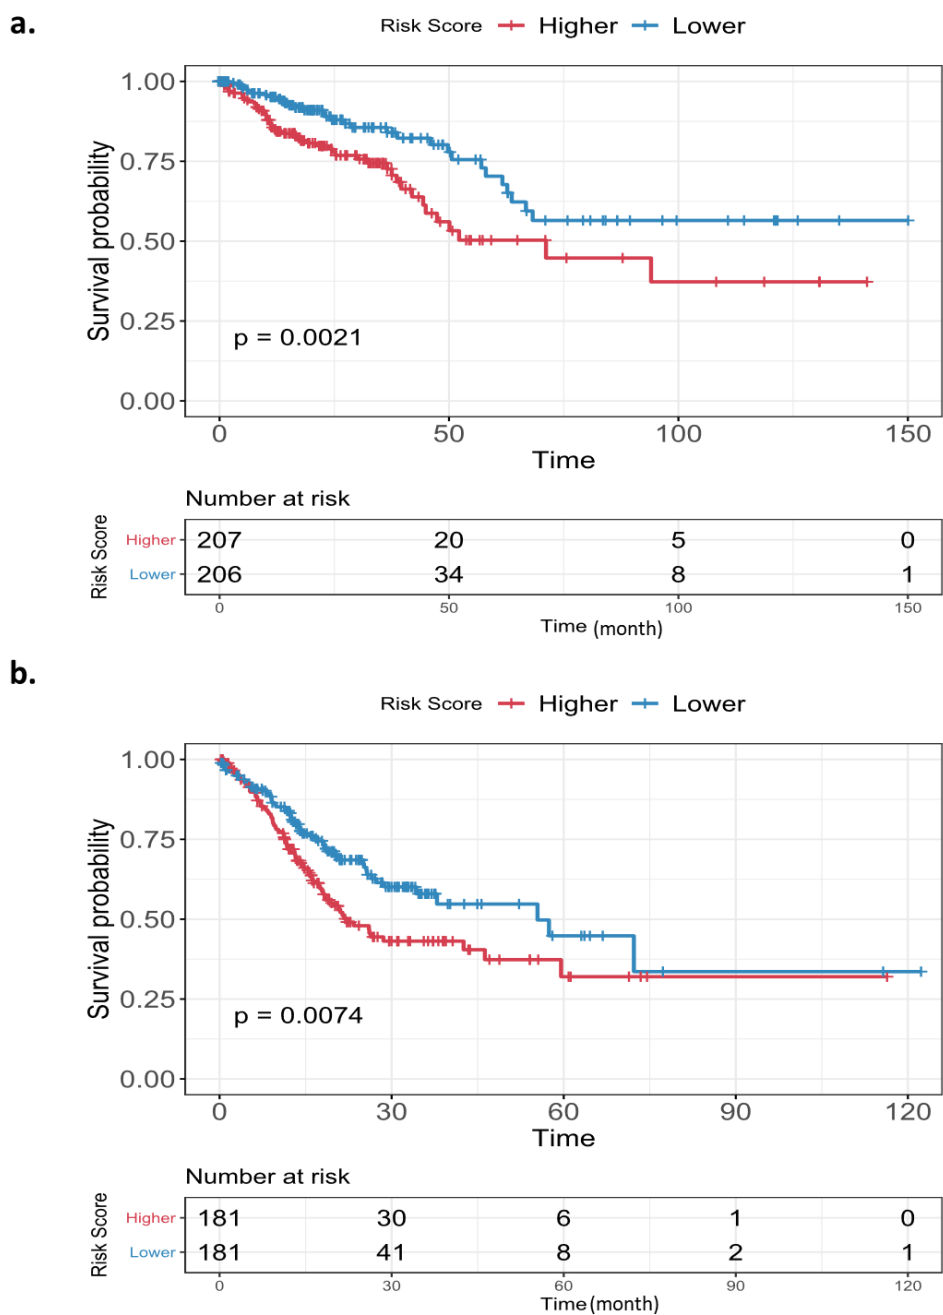 a.
Risk Score Higher Lower
1.00
0.75
0.50
0.25
0.00
Survival probability
p = 0.0021
0 50 100 150
Time
Number at risk
Risk Score
Higher 207 20 5 0
Lower 206 34 8 1
0 50 100 150
Time (month)
b.
Risk Score Higher Lower
1.00
0.75
0.50
0.25
0.00
Survival probability
p = 0.0074
0 30 60 90 120
Time
Number at risk
Risk Score
Higher 181 30 6 1 0
Lower 181 41 8 2 1
0 30 60 90 120
Time (month)